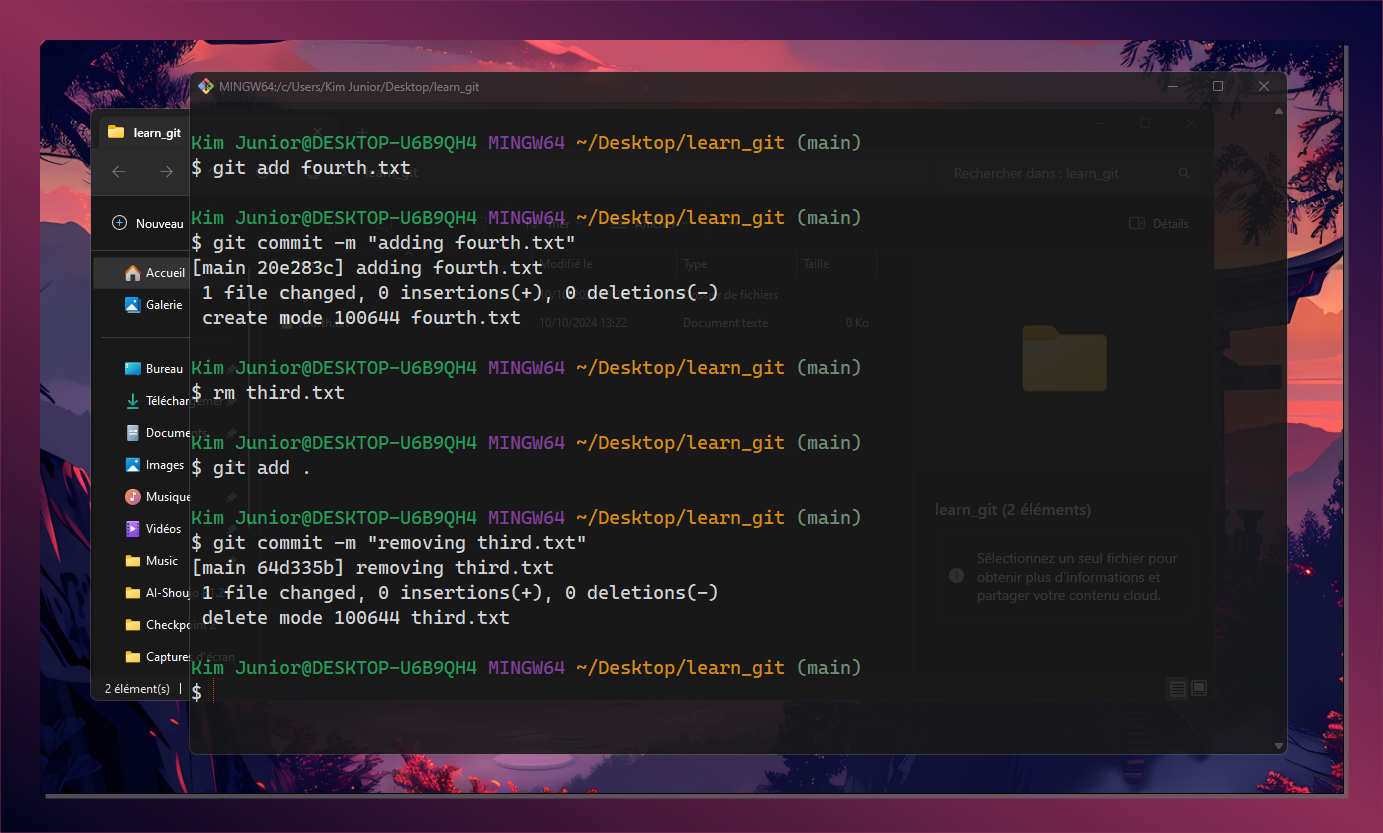 MINGW64:/c/Users/Kim Junior/Desktop/learn_git
learn_git
Kim Junior@DESKTOP-U6B9QH4 MINGW64 ~/Desktop/learn_git (main)
$ git add fourth.txt
Rechercher dans : learn_git
Kim Junior@DESKTOP-U6B9QH4 MINGW64 ~/Desktop/learn_git (main)
Nouveau
Détails
$ git commit -m "adding fourth.txt"
[main 20e283c] adding fourth.txt
Modifié le
Type
Taille
1 file changed, 0 insertions(+), 0 deletions(-)
de fichiers
create mode 100644 fourth.txt
10/10/2024 13:22
Document texte
0 Ko
Kim Junior@DESKTOP-U6B9QH4 MINGW64 ~/Desktop/learn_git (main)
$ rm third.txt
Kim Junior@DESKTOP-U6B9QH4 MINGW64 ~/Desktop/learn_git (main)
$ git add .
Kim Junior@DESKTOP-U6B9QH4 MINGW64 ~/Desktop/learn_git (main)
$ git commit -m "removing third.txt"
[main 64d335b] removing third.txt
1 file changed, 0 insertions(+), 0 deletions(-)
delete mode 100644 third.txt
Kim Junior@DESKTOP-U6B9QH4 MINGW64 ~/Desktop/learn_git (main)
$
Accueil
Galerie
Bureau
Téléchargemen
Documents
Images
Musique
Vidéos
Music
Al-Shoujo
Checkpoint 2
Captures d'écran
2 élément(s)
learn_git (2 éléments)
Sélectionnez un seul fichier pour
obtenir plus d'informations et
partager votre contenu cloud.